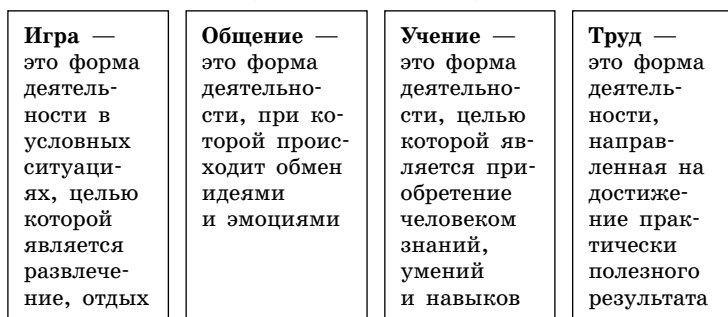 Игра —
это форма
деятель-
ности в
условных
ситуаци-
ях, целью
которой
является
развлече-
ние, отдых
Общение —
это форма
деятельно-
сти, при ко-
торой проис-
ходит обмен
идеями
и эмоциями
Учение —
это форма
деятельно-
сти, целью
которой яв-
ляется при-
обретение
человеком
знаний,
умений
и навыков
Труд —
это форма
деятель-
ности,
направ-
ленная на
достиже-
ние прак-
тически
полезного
результата